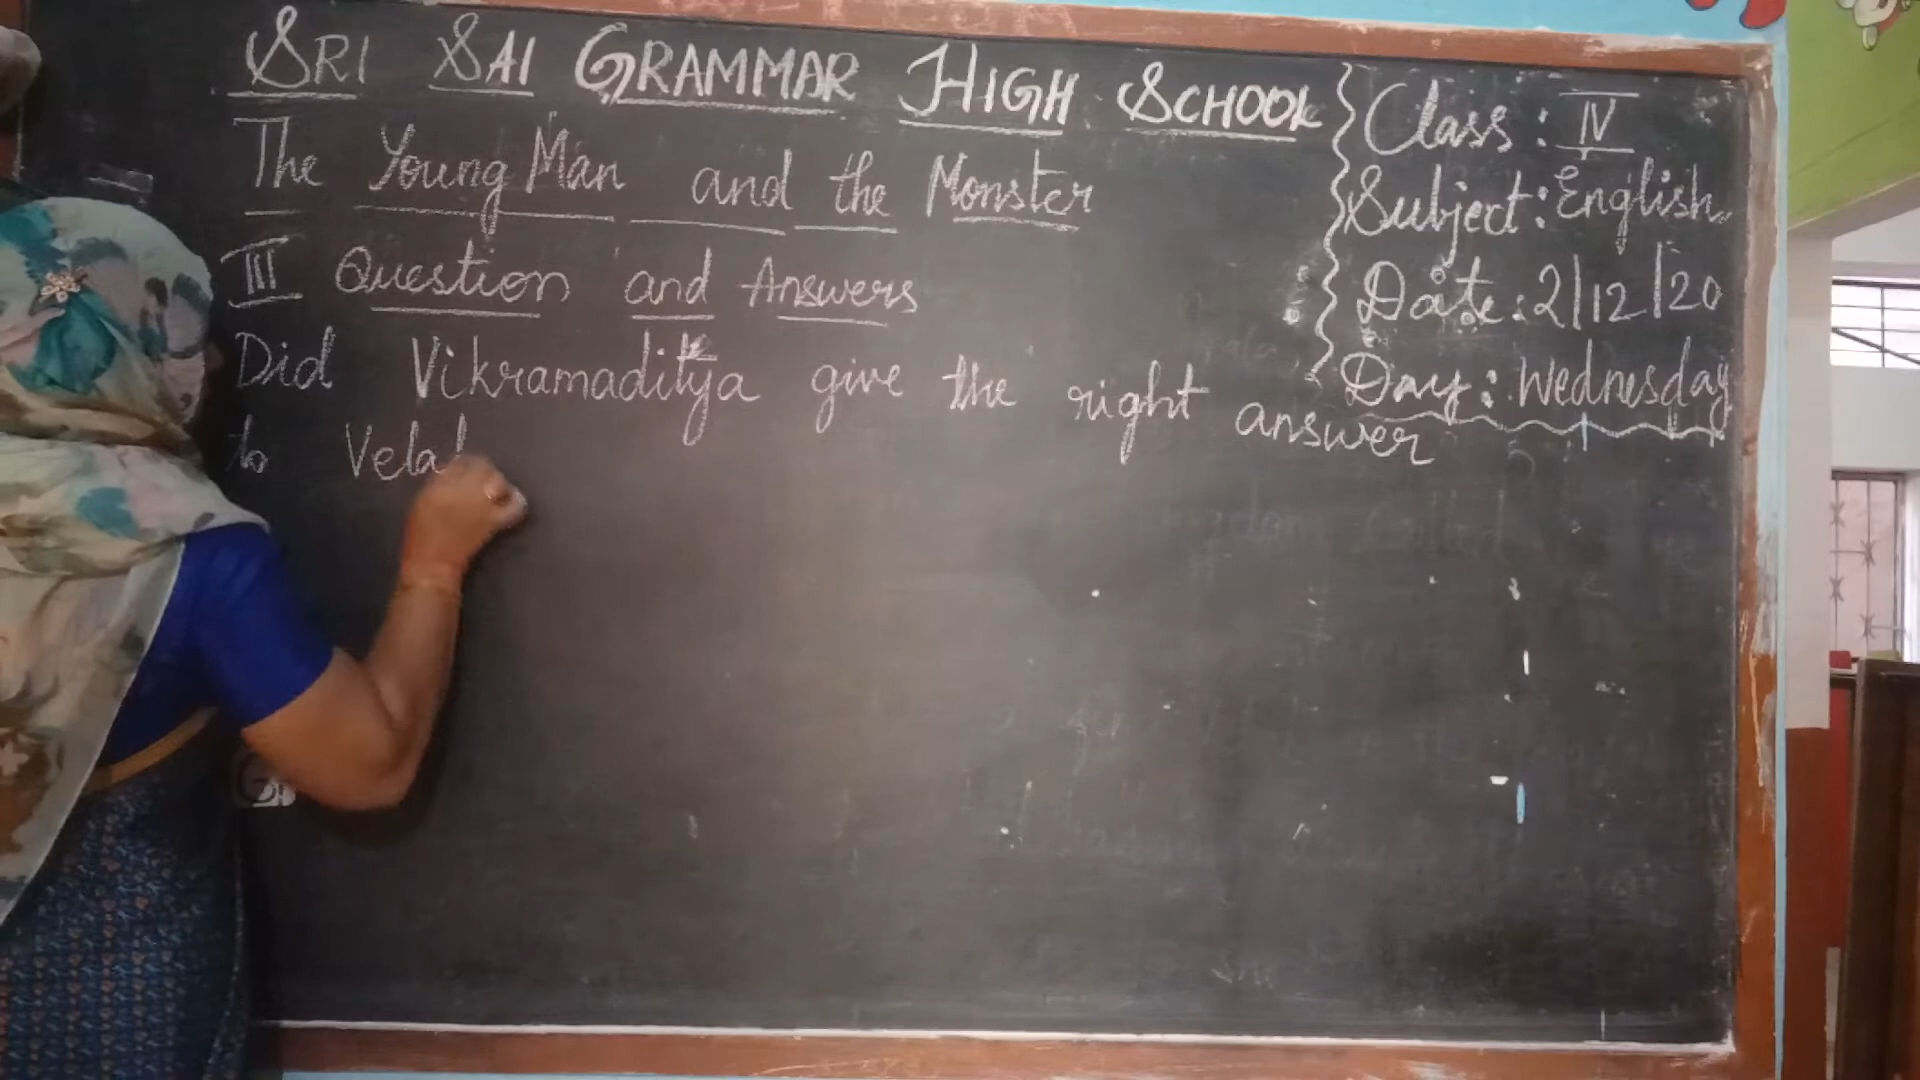 SRI SAI GRAMMAR HIGH SCHOOL
The Young Man and the Monster
III Question and Answers
Did Vikramaditya give the right answer
to
Class : IV
Subject : English
Date : 2/12/20
Day : Wednesday